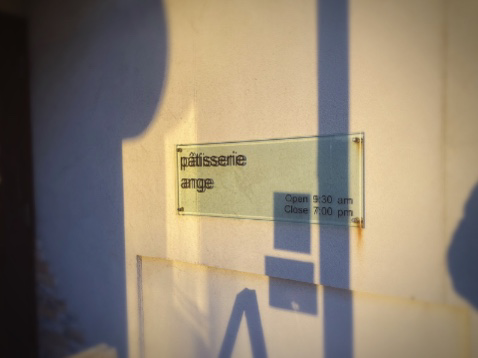 pâtisserie
ange
Open 9:30 am
Close 7:00 pm